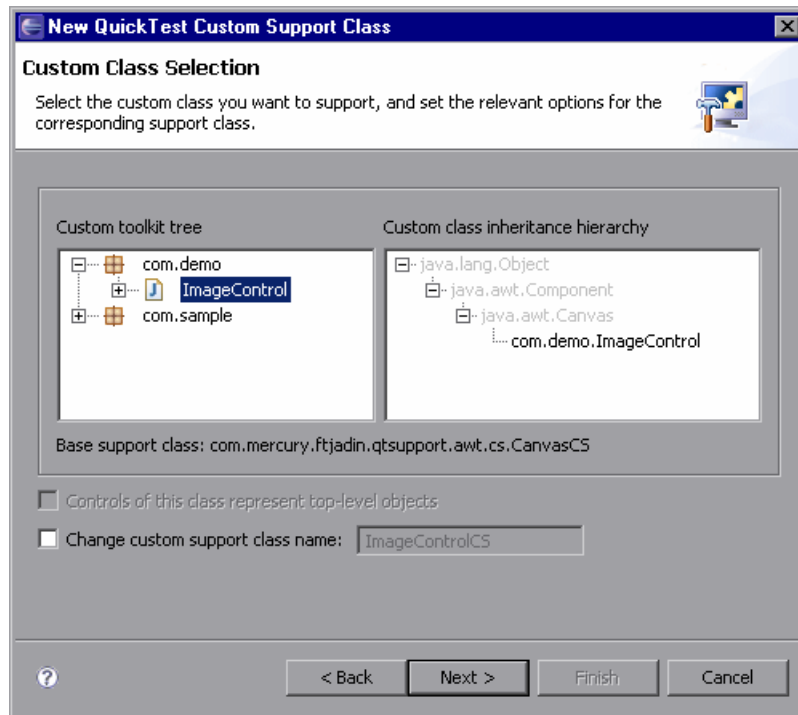 New QuickTest Custom Support Class
Custom Class Selection
Select the custom class you want to support, and set the relevant options for the
corresponding support class.
Custom toolkit tree
com.demo
ImageControl
com.sample
Custom class inheritance hierarchy
java.lang.Object
java.awt.Component
java.awt.Canvas
com.demo.ImageControl
Base support class: com.mercury.ftjadin.qtsupport.awt.cs.CanvasCS
Controls of this class represent top-level objects
Change custom support class name: ImageControlCS
< Back Next > Finish Cancel